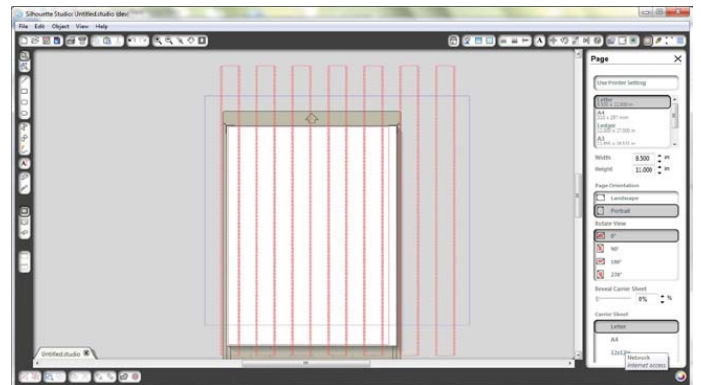 Silhouette Studio: Untitled.studio (dev:
File Edit Object View Help
Page
Use Printer Setting
Letter
A4
Ledger
A3
Width 8.500 in
Height 11.000 in
Page Orientation
Landscape
Portrait
Rotate View
0°
90°
180°
270°
Reveal Carrier Sheet
0% %
Carrier Sheet
Letter
A4
Network
Internet access
Untitled.studio